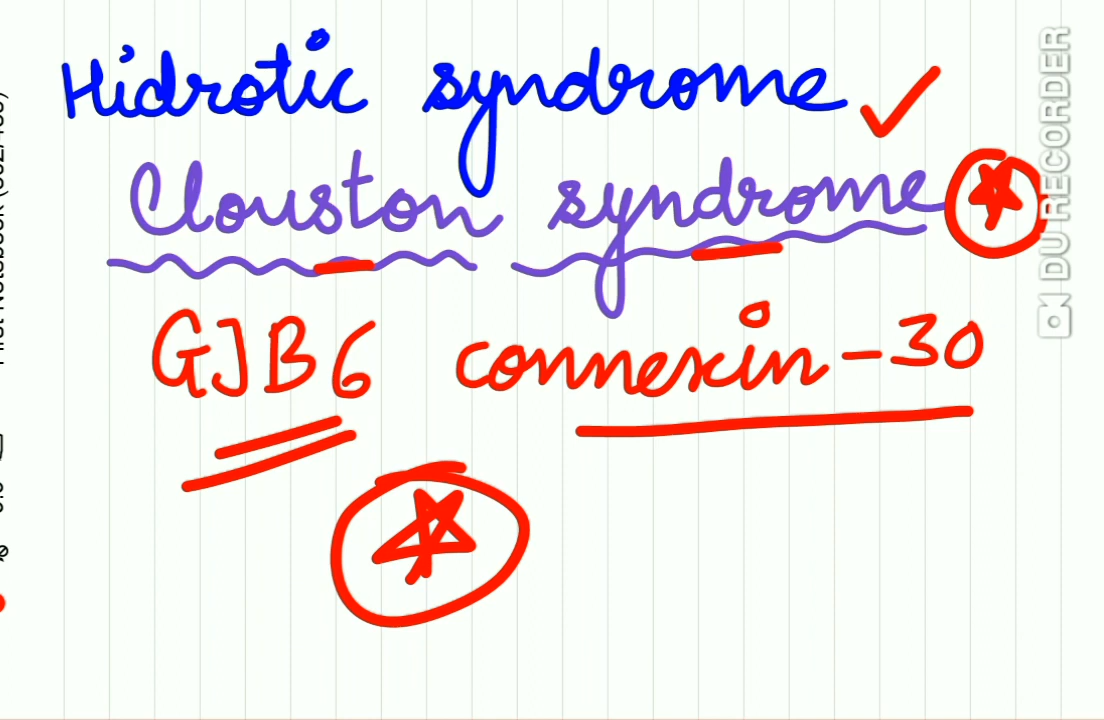 Hidrotic syndrome
Clouston syndrome
GJB6 connexin-30
DU RECORDER